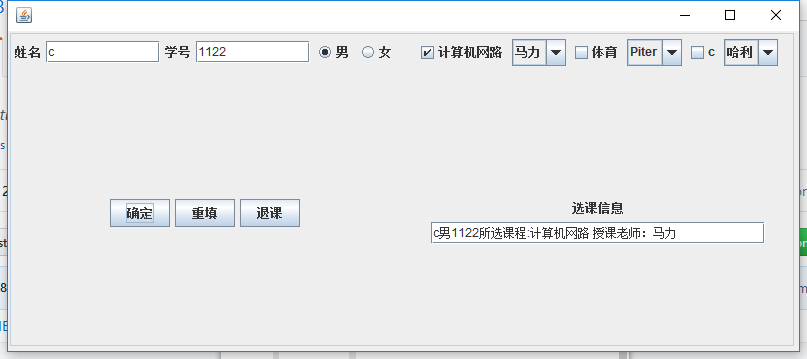 姓名 c 学号 1122 男 女 计算机网路 马力 体育 Piter c 哈利
确定 重填 退课
选课信息
c男1122所选课程:计算机网路 授课老师：马力